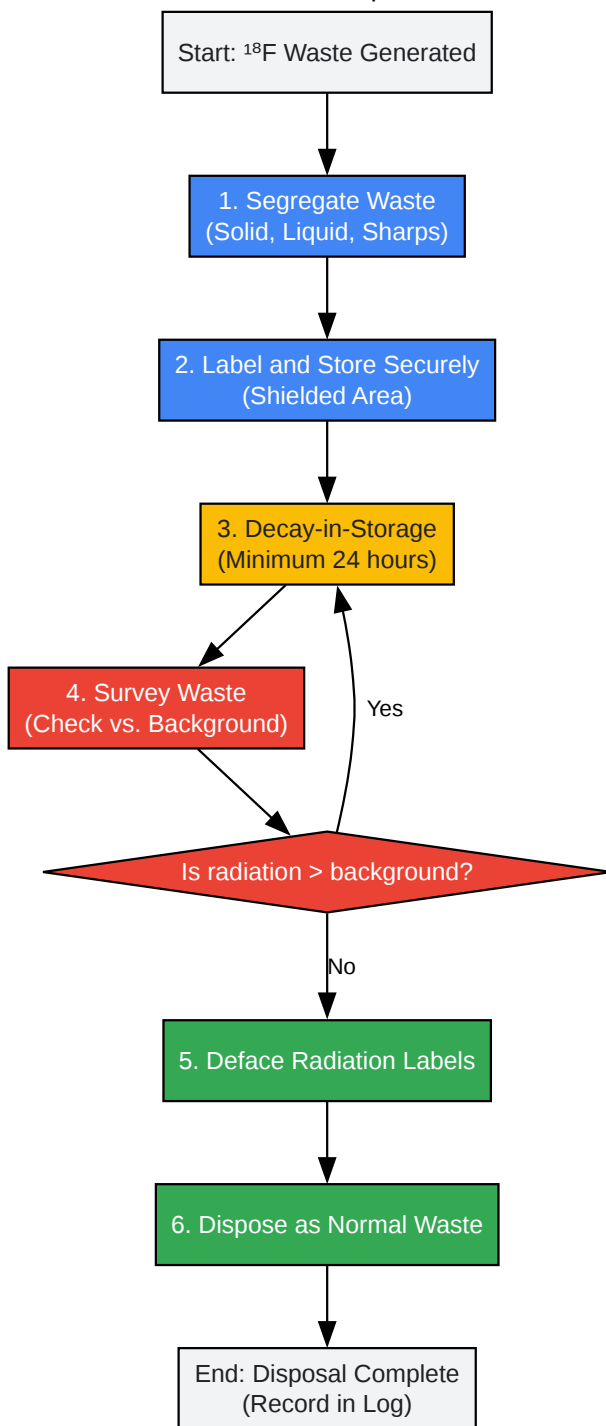 Start: ¹⁸F Waste Generated
1. Segregate Waste
(Solid, Liquid, Sharps)
2. Label and Store Securely
(Shielded Area)
3. Decay-in-Storage
(Minimum 24 hours)
4. Survey Waste
(Check vs. Background)
Yes
Is radiation > background?
No
5. Deface Radiation Labels
6. Dispose as Normal Waste
End: Disposal Complete
(Record in Log)